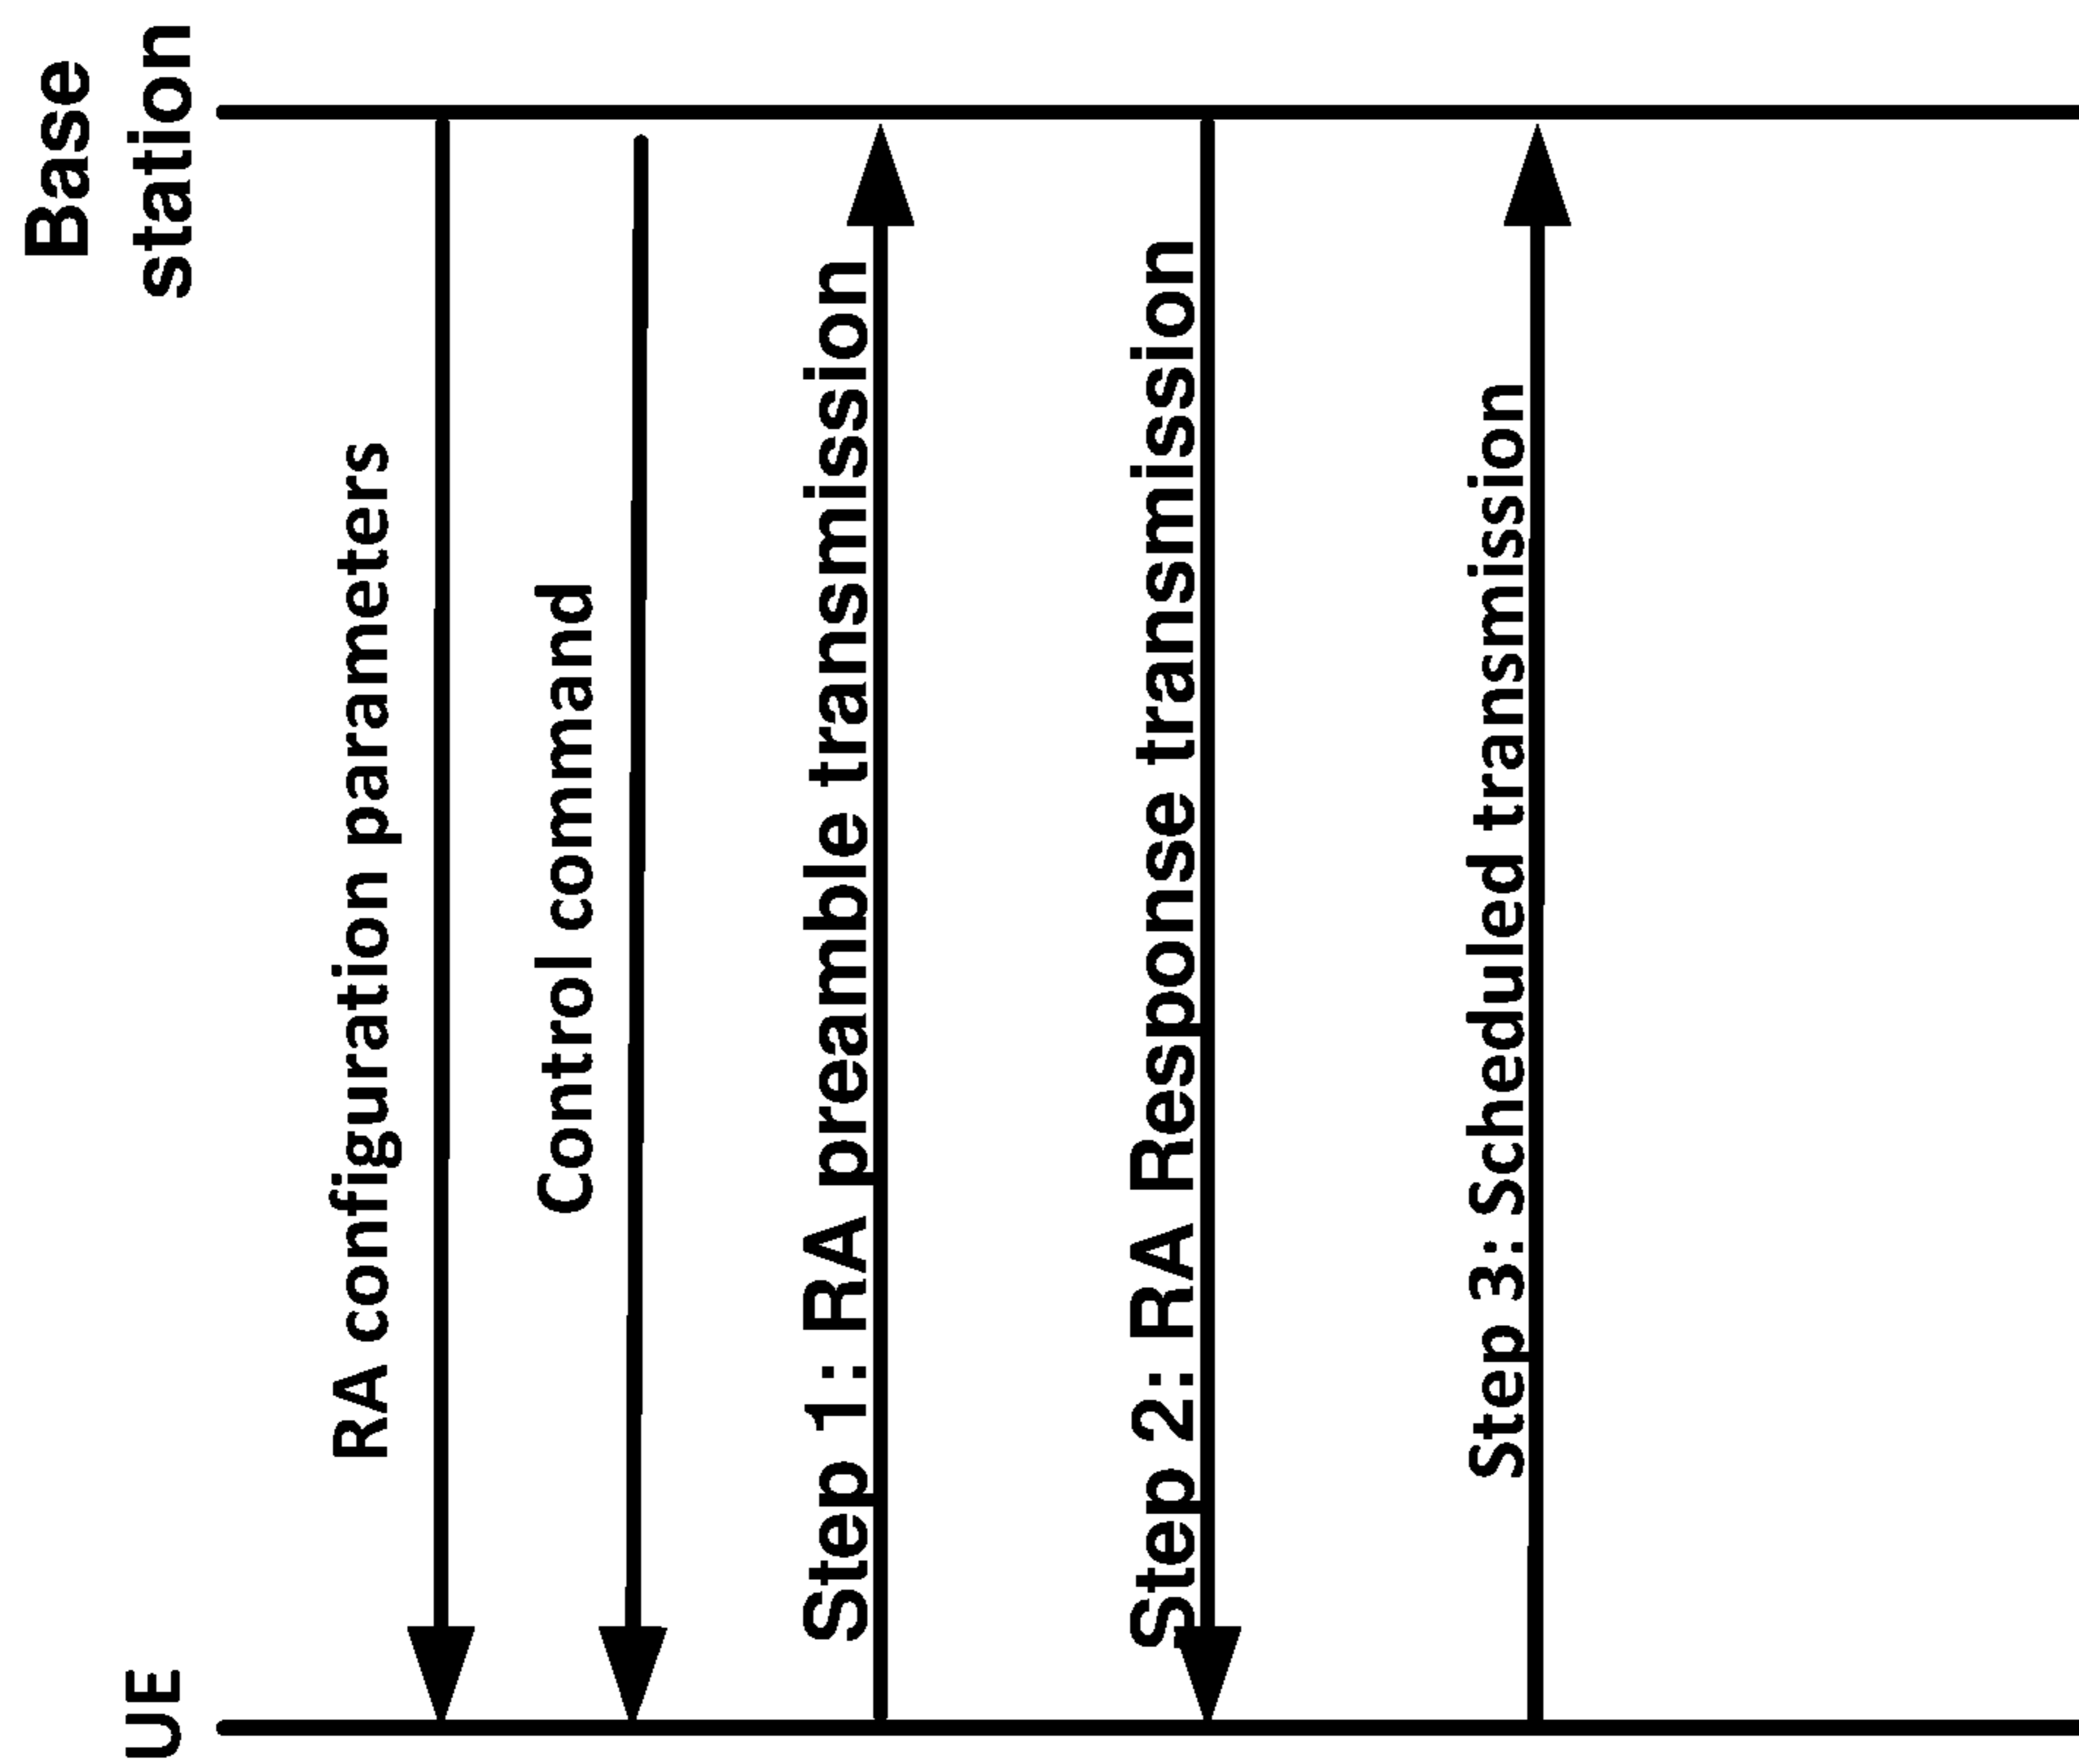 UE
Base
station
RA configuration parameters
Control command
Step 1: RA preamble transmission
Step 2: RA Response transmission
Step 3: Scheduled transmission